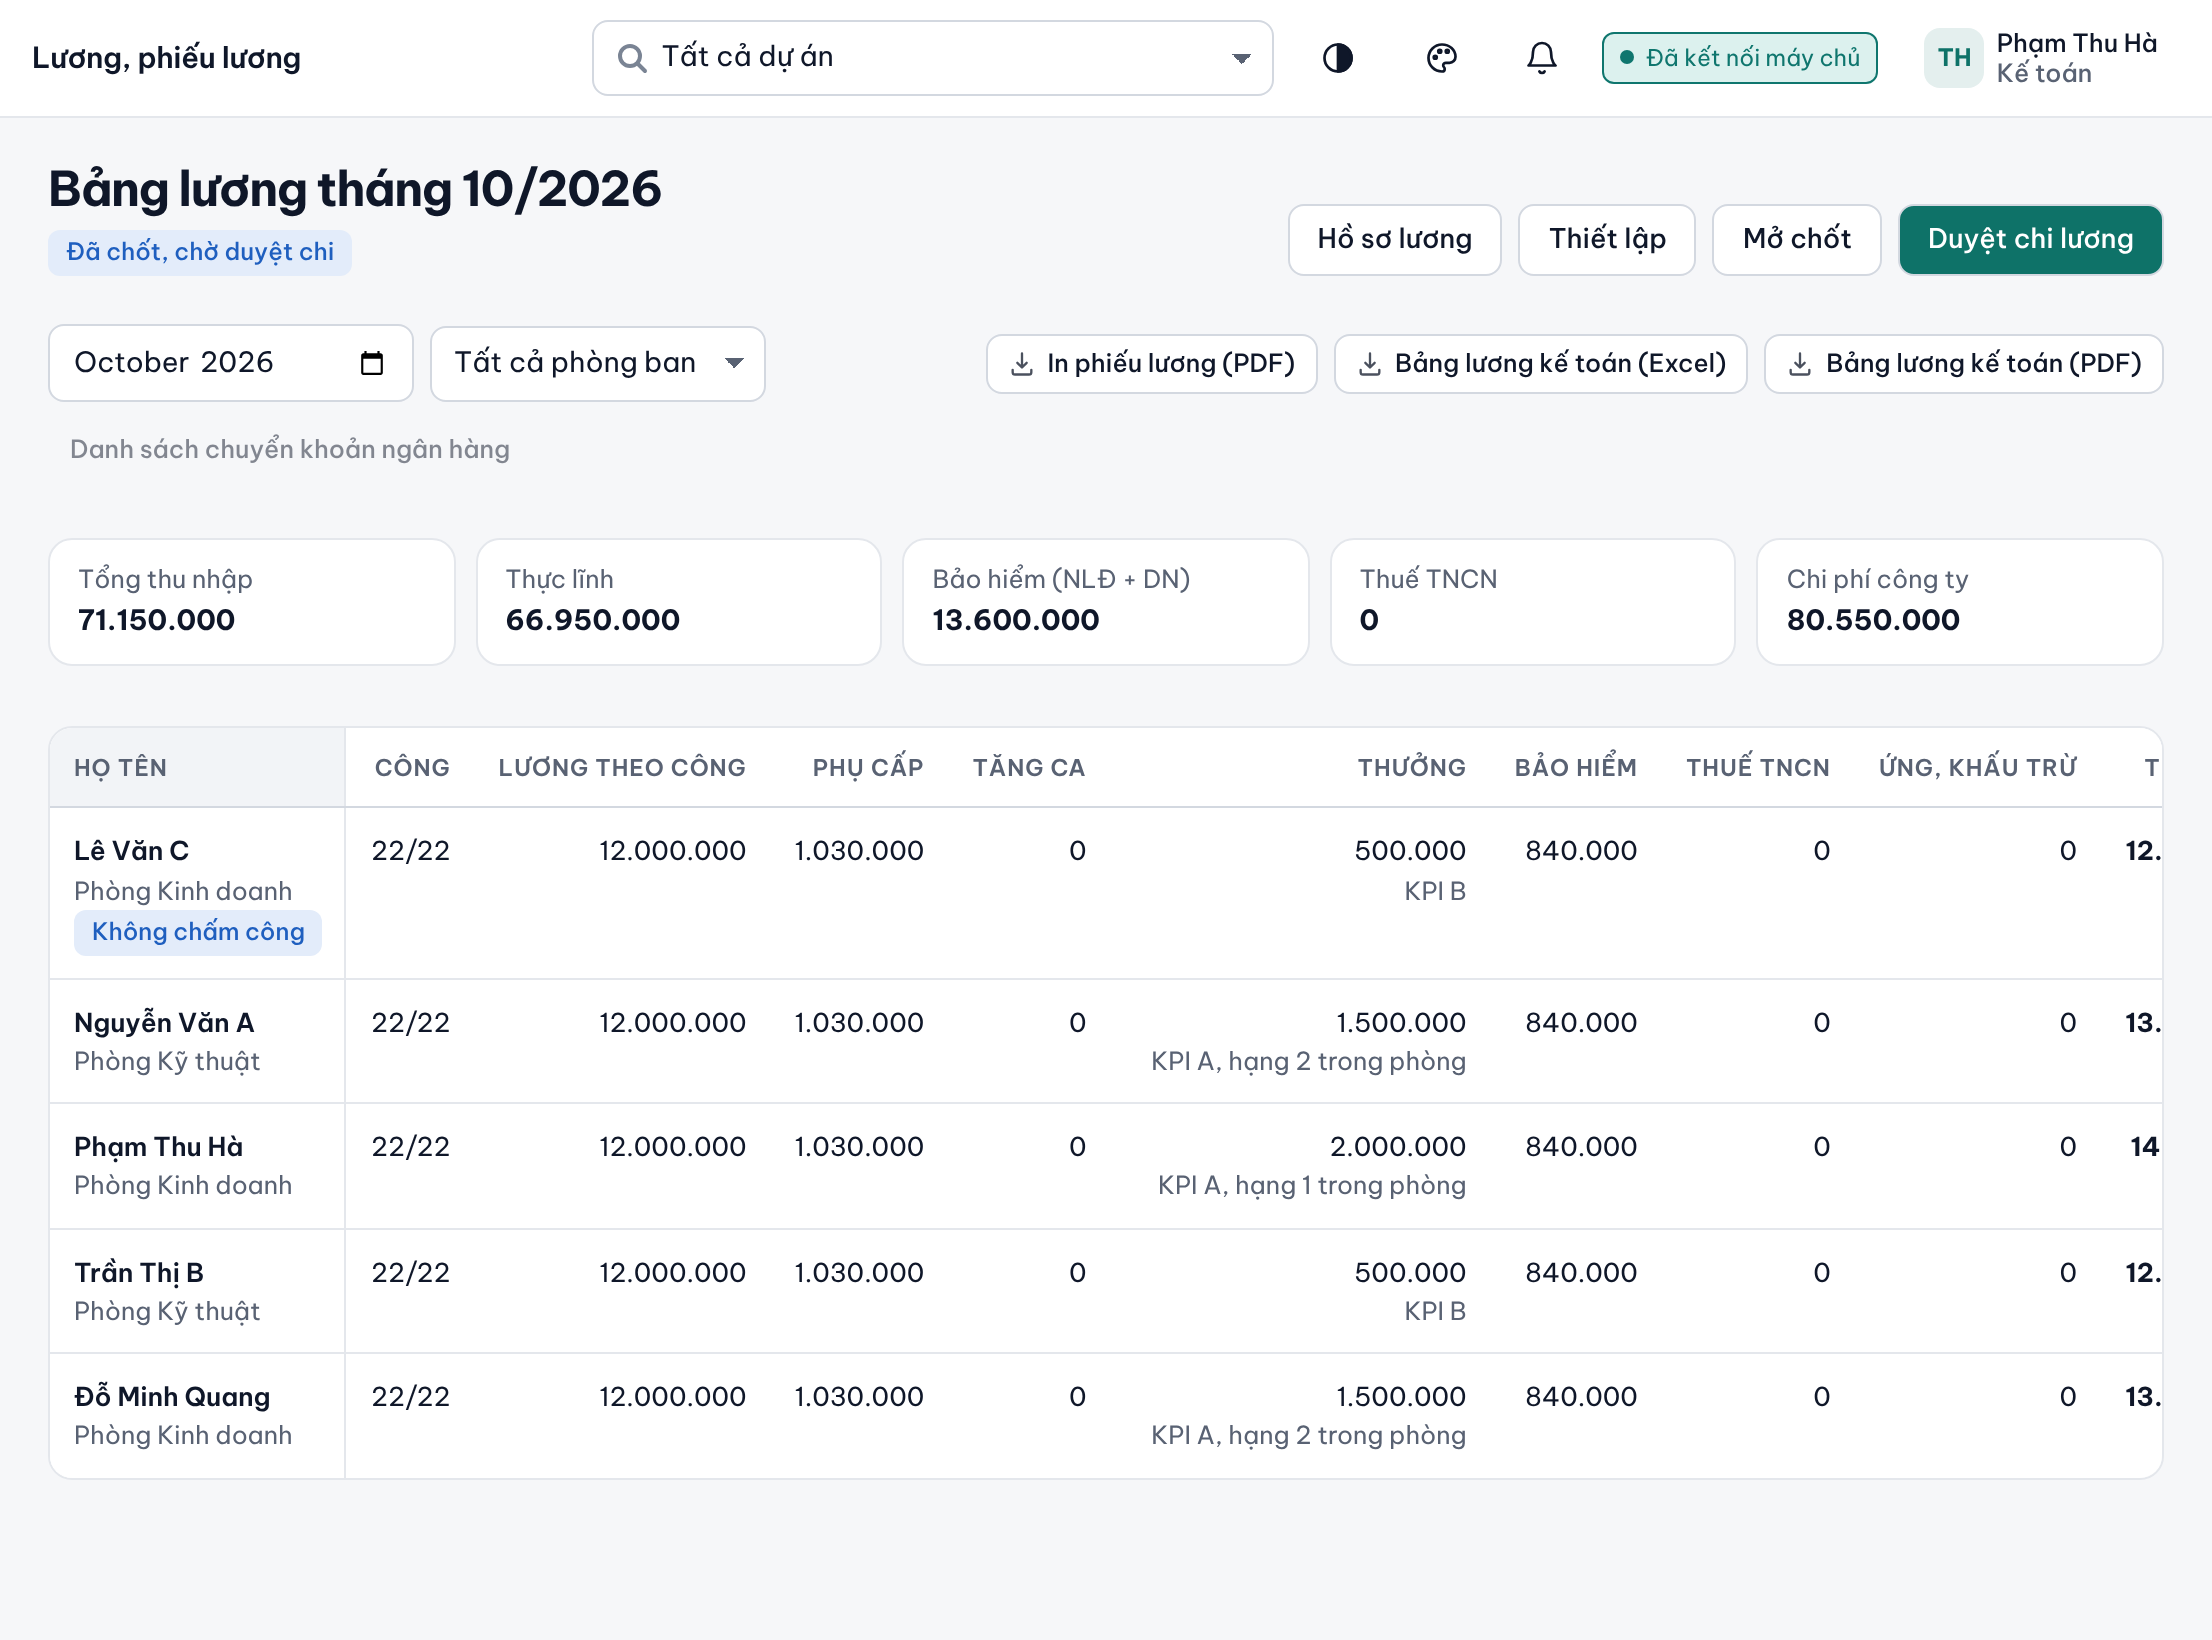 Lương, phiếu lương
Tất cả dự án
Đã kết nối máy chủ
TH
Phạm Thu Hà
Kế toán
Bảng lương tháng 10/2026
Đã chốt, chờ duyệt chi
Hồ sơ lương
Thiết lập
Mở chốt
Duyệt chi lương
October 2026
Tất cả phòng ban
In phiếu lương (PDF)
Bảng lương kế toán (Excel)
Bảng lương kế toán (PDF)
Danh sách chuyển khoản ngân hàng
Tổng thu nhập
71.150.000
Thực lĩnh
66.950.000
Bảo hiểm (NLĐ + DN)
13.600.000
Thuế TNCN
0
Chi phí công ty
80.550.000
HỌ TÊN CÔNG LƯƠNG THEO CÔNG PHỤ CẤP TĂNG CA THƯỞNG BẢO HIỂM THUẾ TNCN ỨNG, KHẤU TRỪ T
Lê Văn C 22/22 12.000.000 1.030.000 0 500.000 840.000 0 0 12.
Phòng Kinh doanh KPI B
Không chấm công
Nguyễn Văn A 22/22 12.000.000 1.030.000 0 1.500.000 840.000 0 0 13.
Phòng Kỹ thuật KPI A, hạng 2 trong phòng
Phạm Thu Hà 22/22 12.000.000 1.030.000 0 2.000.000 840.000 0 0 14
Phòng Kinh doanh KPI A, hạng 1 trong phòng
Trần Thị B 22/22 12.000.000 1.030.000 0 500.000 840.000 0 0 12.
Phòng Kỹ thuật KPI B
Đỗ Minh Quang 22/22 12.000.000 1.030.000 0 1.500.000 840.000 0 0 13.
Phòng Kinh doanh KPI A, hạng 2 trong phòng